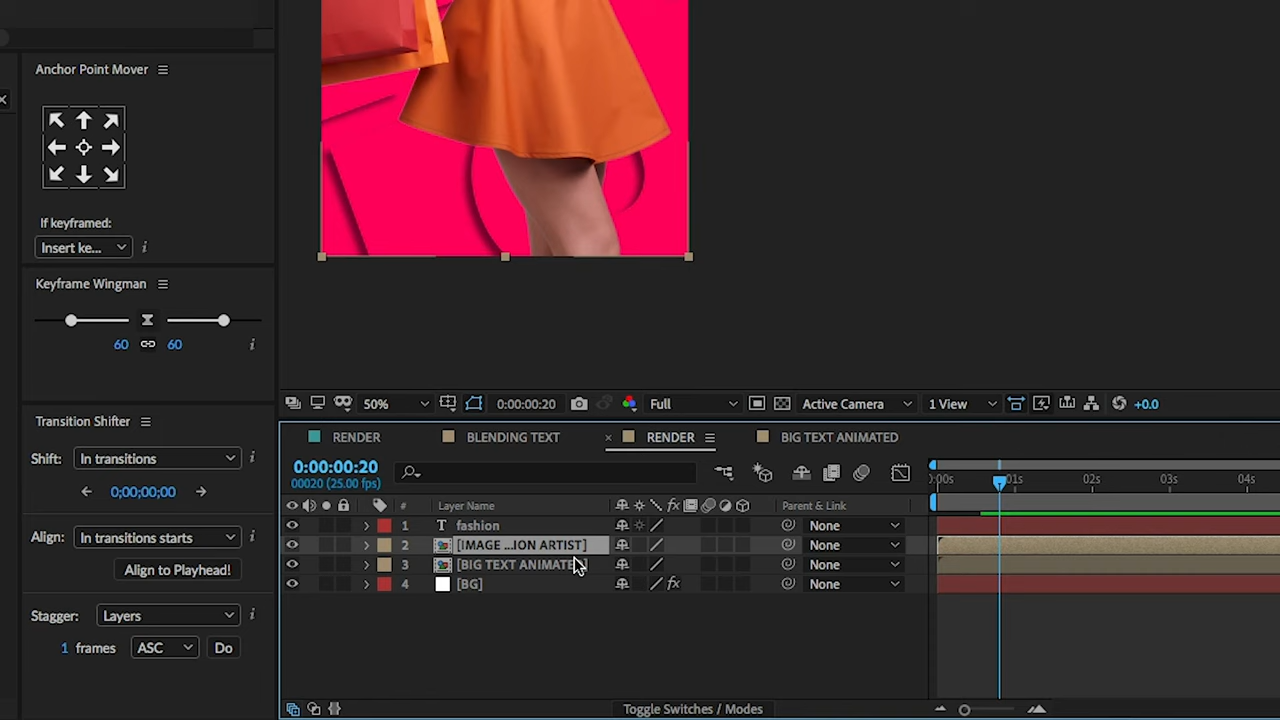 Anchor Point Mover
If keyframed:
Insert ke...
Keyframe Wingman
60 60
Transition Shifter
Shift: In transitions
0;00;00;00
Align: In transitions starts
Align to Playhead!
Stagger: Layers
1 frames ASC Do
50% 0:00:00:20 Full Active Camera 1 View +0.0
RENDER BLENDING TEXT × RENDER BIG TEXT ANIMATED
0:00:00:20
00020 (25.00 fps)
:00s 01s 02s 03s 04s
# Layer Name fx Parent & Link
1 T fashion None
2 [IMAGE ...ION ARTIST] None
3 [BIG TEXT ANIMATED] None
4 [BG] fx None
Toggle Switches / Modes